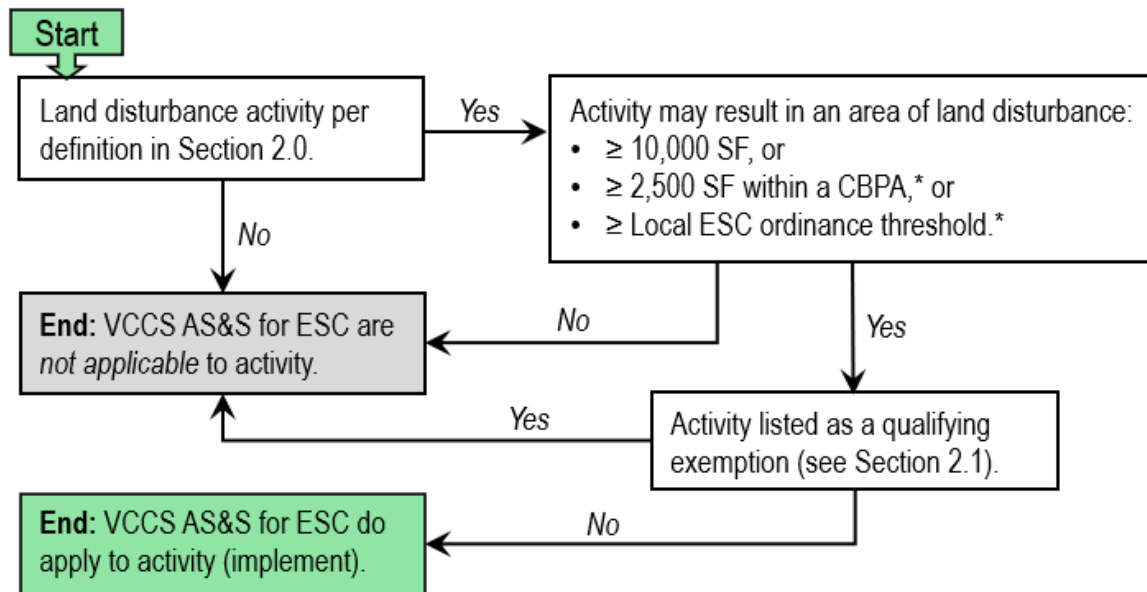 Start
Land disturbance activity per
definition in Section 2.0.
Yes
Activity may result in an area of land disturbance:
• ≥ 10,000 SF, or
• ≥ 2,500 SF within a CBPA,* or
• ≥ Local ESC ordinance threshold.*
No
End: VCCS AS&S for ESC are
not applicable to activity.
No
Yes
Yes
Activity listed as a qualifying
exemption (see Section 2.1).
End: VCCS AS&S for ESC do
apply to activity (implement).
No